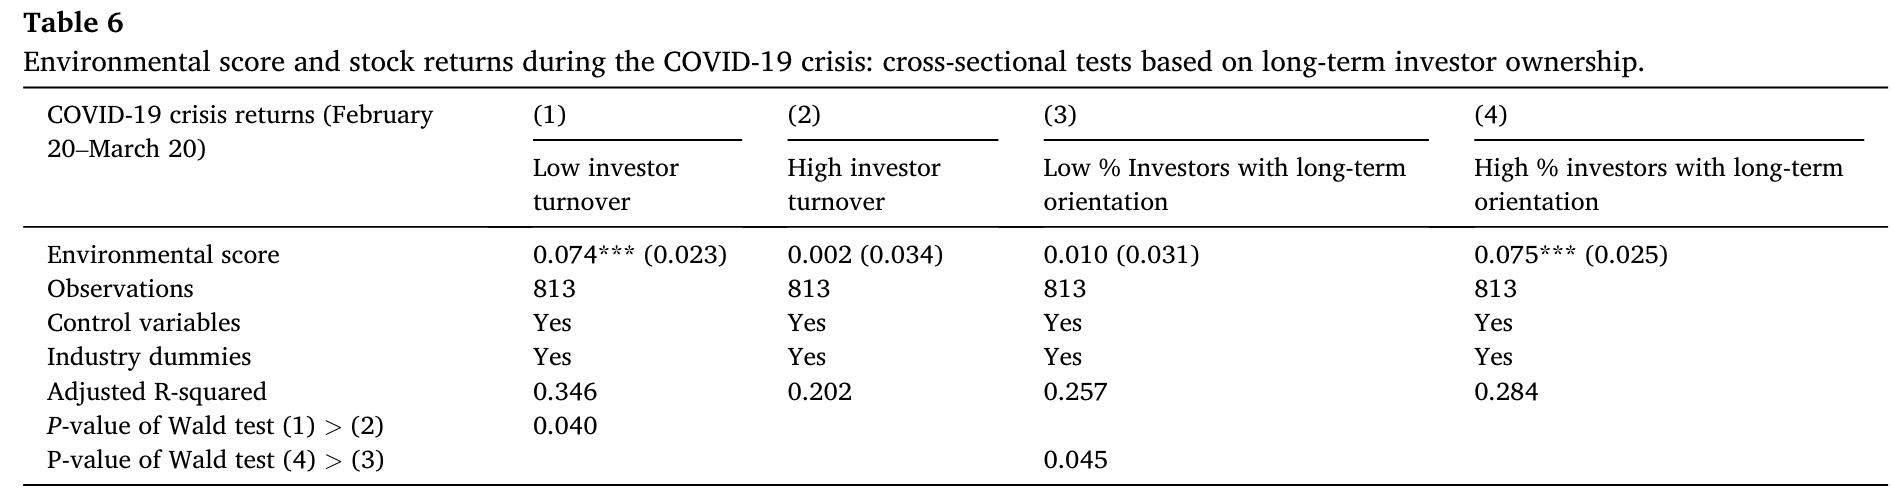 Table 6
Environmental score and stock returns during the COVID-19 crisis: cross-sectional tests based on long-term investor ownership.
COVID-19 crisis returns (February 20–March 20) (1) (2) (3) (4)
Low investor turnover High investor turnover Low % Investors with long-term orientation High % investors with long-term orientation
Environmental score 0.074*** (0.023) 0.002 (0.034) 0.010 (0.031) 0.075*** (0.025)
Observations 813 813 813 813
Control variables Yes Yes Yes Yes
Industry dummies Yes Yes Yes Yes
Adjusted R-squared 0.346 0.202 0.257 0.284
P-value of Wald test (1) > (2) 0.040
P-value of Wald test (4) > (3) 0.045